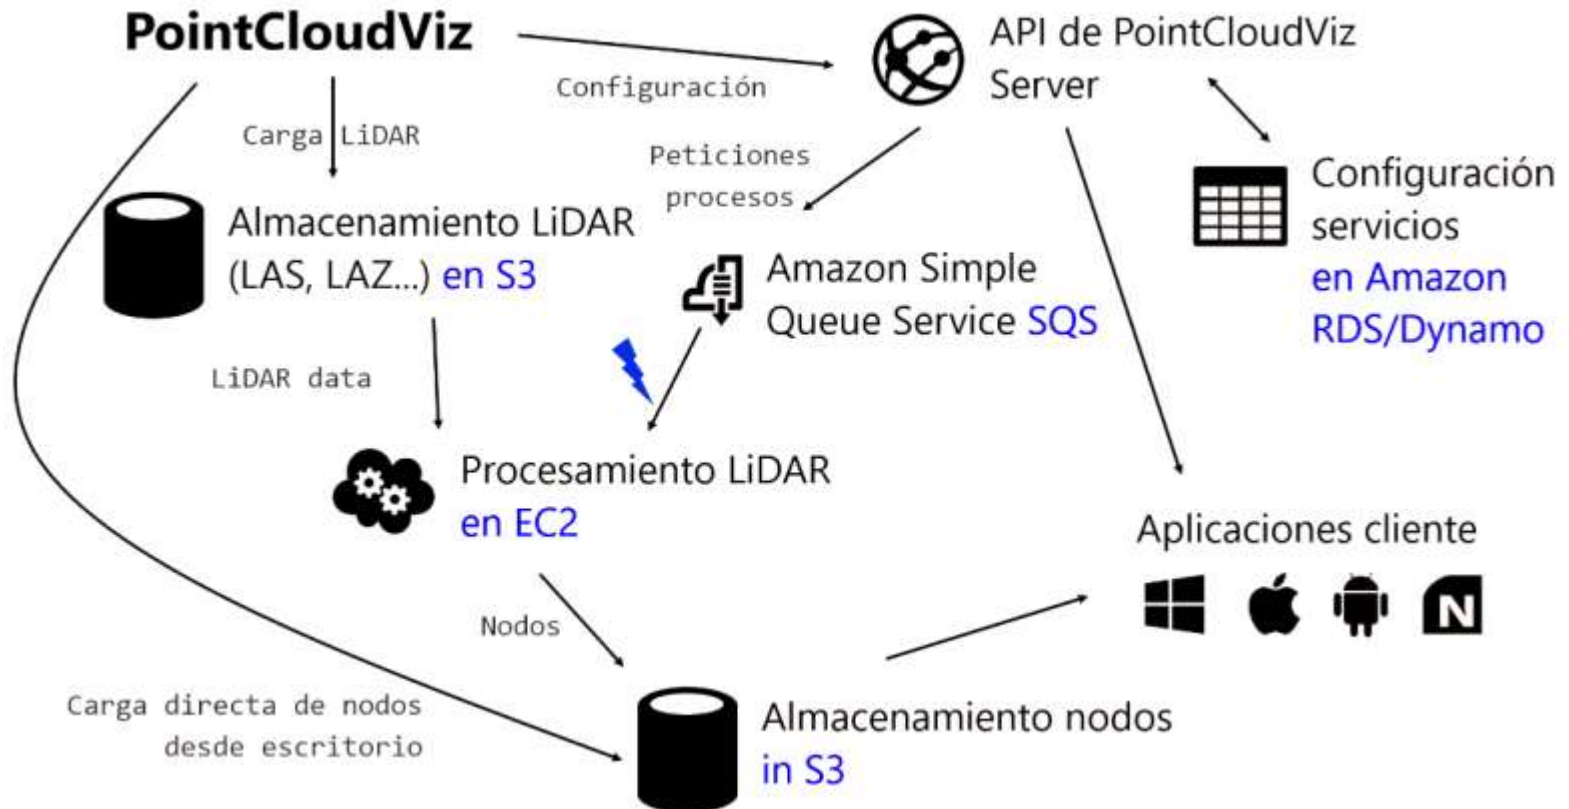 PointCloudViz
API de PointCloudViz
Server
Configuración
Carga LiDAR
Peticiones
procesos
Configuración
servicios
en Amazon
RDS/Dynamo
Almacenamiento LiDAR
(LAS, LAZ...) en S3
Amazon Simple
Queue Service SQS
LiDAR data
Procesamiento LiDAR
en EC2
Aplicaciones cliente
N
Nodos
Carga directa de nodos
desde escritorio
Almacenamiento nodos
in S3